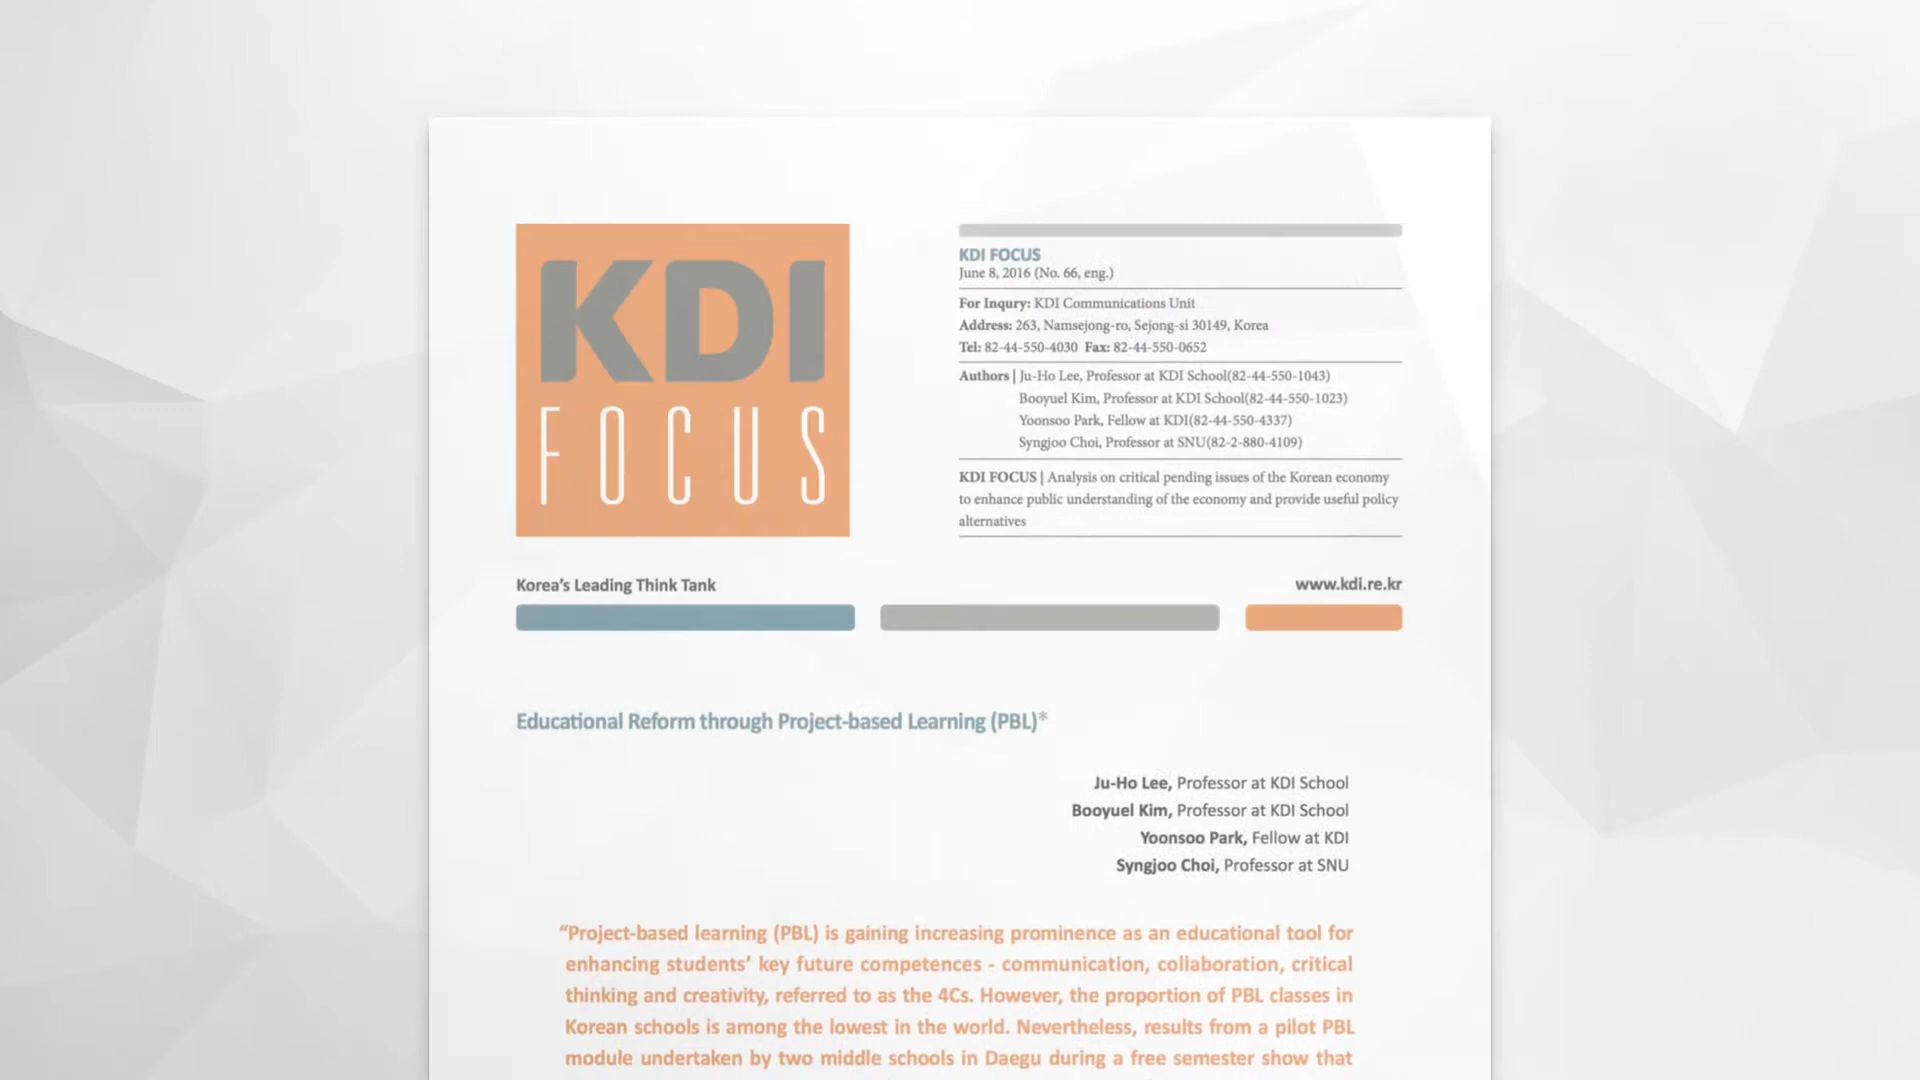 KDI
FOCUS
KDI FOCUS
June 8, 2016 (No. 66, eng.)
For Inqury: KDI Communications Unit
Address: 263, Namsejong-ro, Sejong-si 30149, Korea
Tel: 82-44-550-4030 Fax: 82-44-550-0652
Authors | Ju-Ho Lee, Professor at KDI School(82-44-550-1043)
Booyuel Kim, Professor at KDI School(82-44-550-1023)
Yoonsoo Park, Fellow at KDI(82-44-550-4337)
Syngjoo Choi, Professor at SNU(82-2-880-4109)
KDI FOCUS | Analysis on critical pending issues of the Korean economy
to enhance public understanding of the economy and provide useful policy
alternatives
Korea’s Leading Think Tank
www.kdi.re.kr
Educational Reform through Project-based Learning (PBL)*
Ju-Ho Lee, Professor at KDI School
Booyuel Kim, Professor at KDI School
Yoonsoo Park, Fellow at KDI
Syngjoo Choi, Professor at SNU
“Project-based learning (PBL) is gaining increasing prominence as an educational tool for
enhancing students’ key future competences - communication, collaboration, critical
thinking and creativity, referred to as the 4Cs. However, the proportion of PBL classes in
Korean schools is among the lowest in the world. Nevertheless, results from a pilot PBL
module undertaken by two middle schools in Daegu during a free semester show that